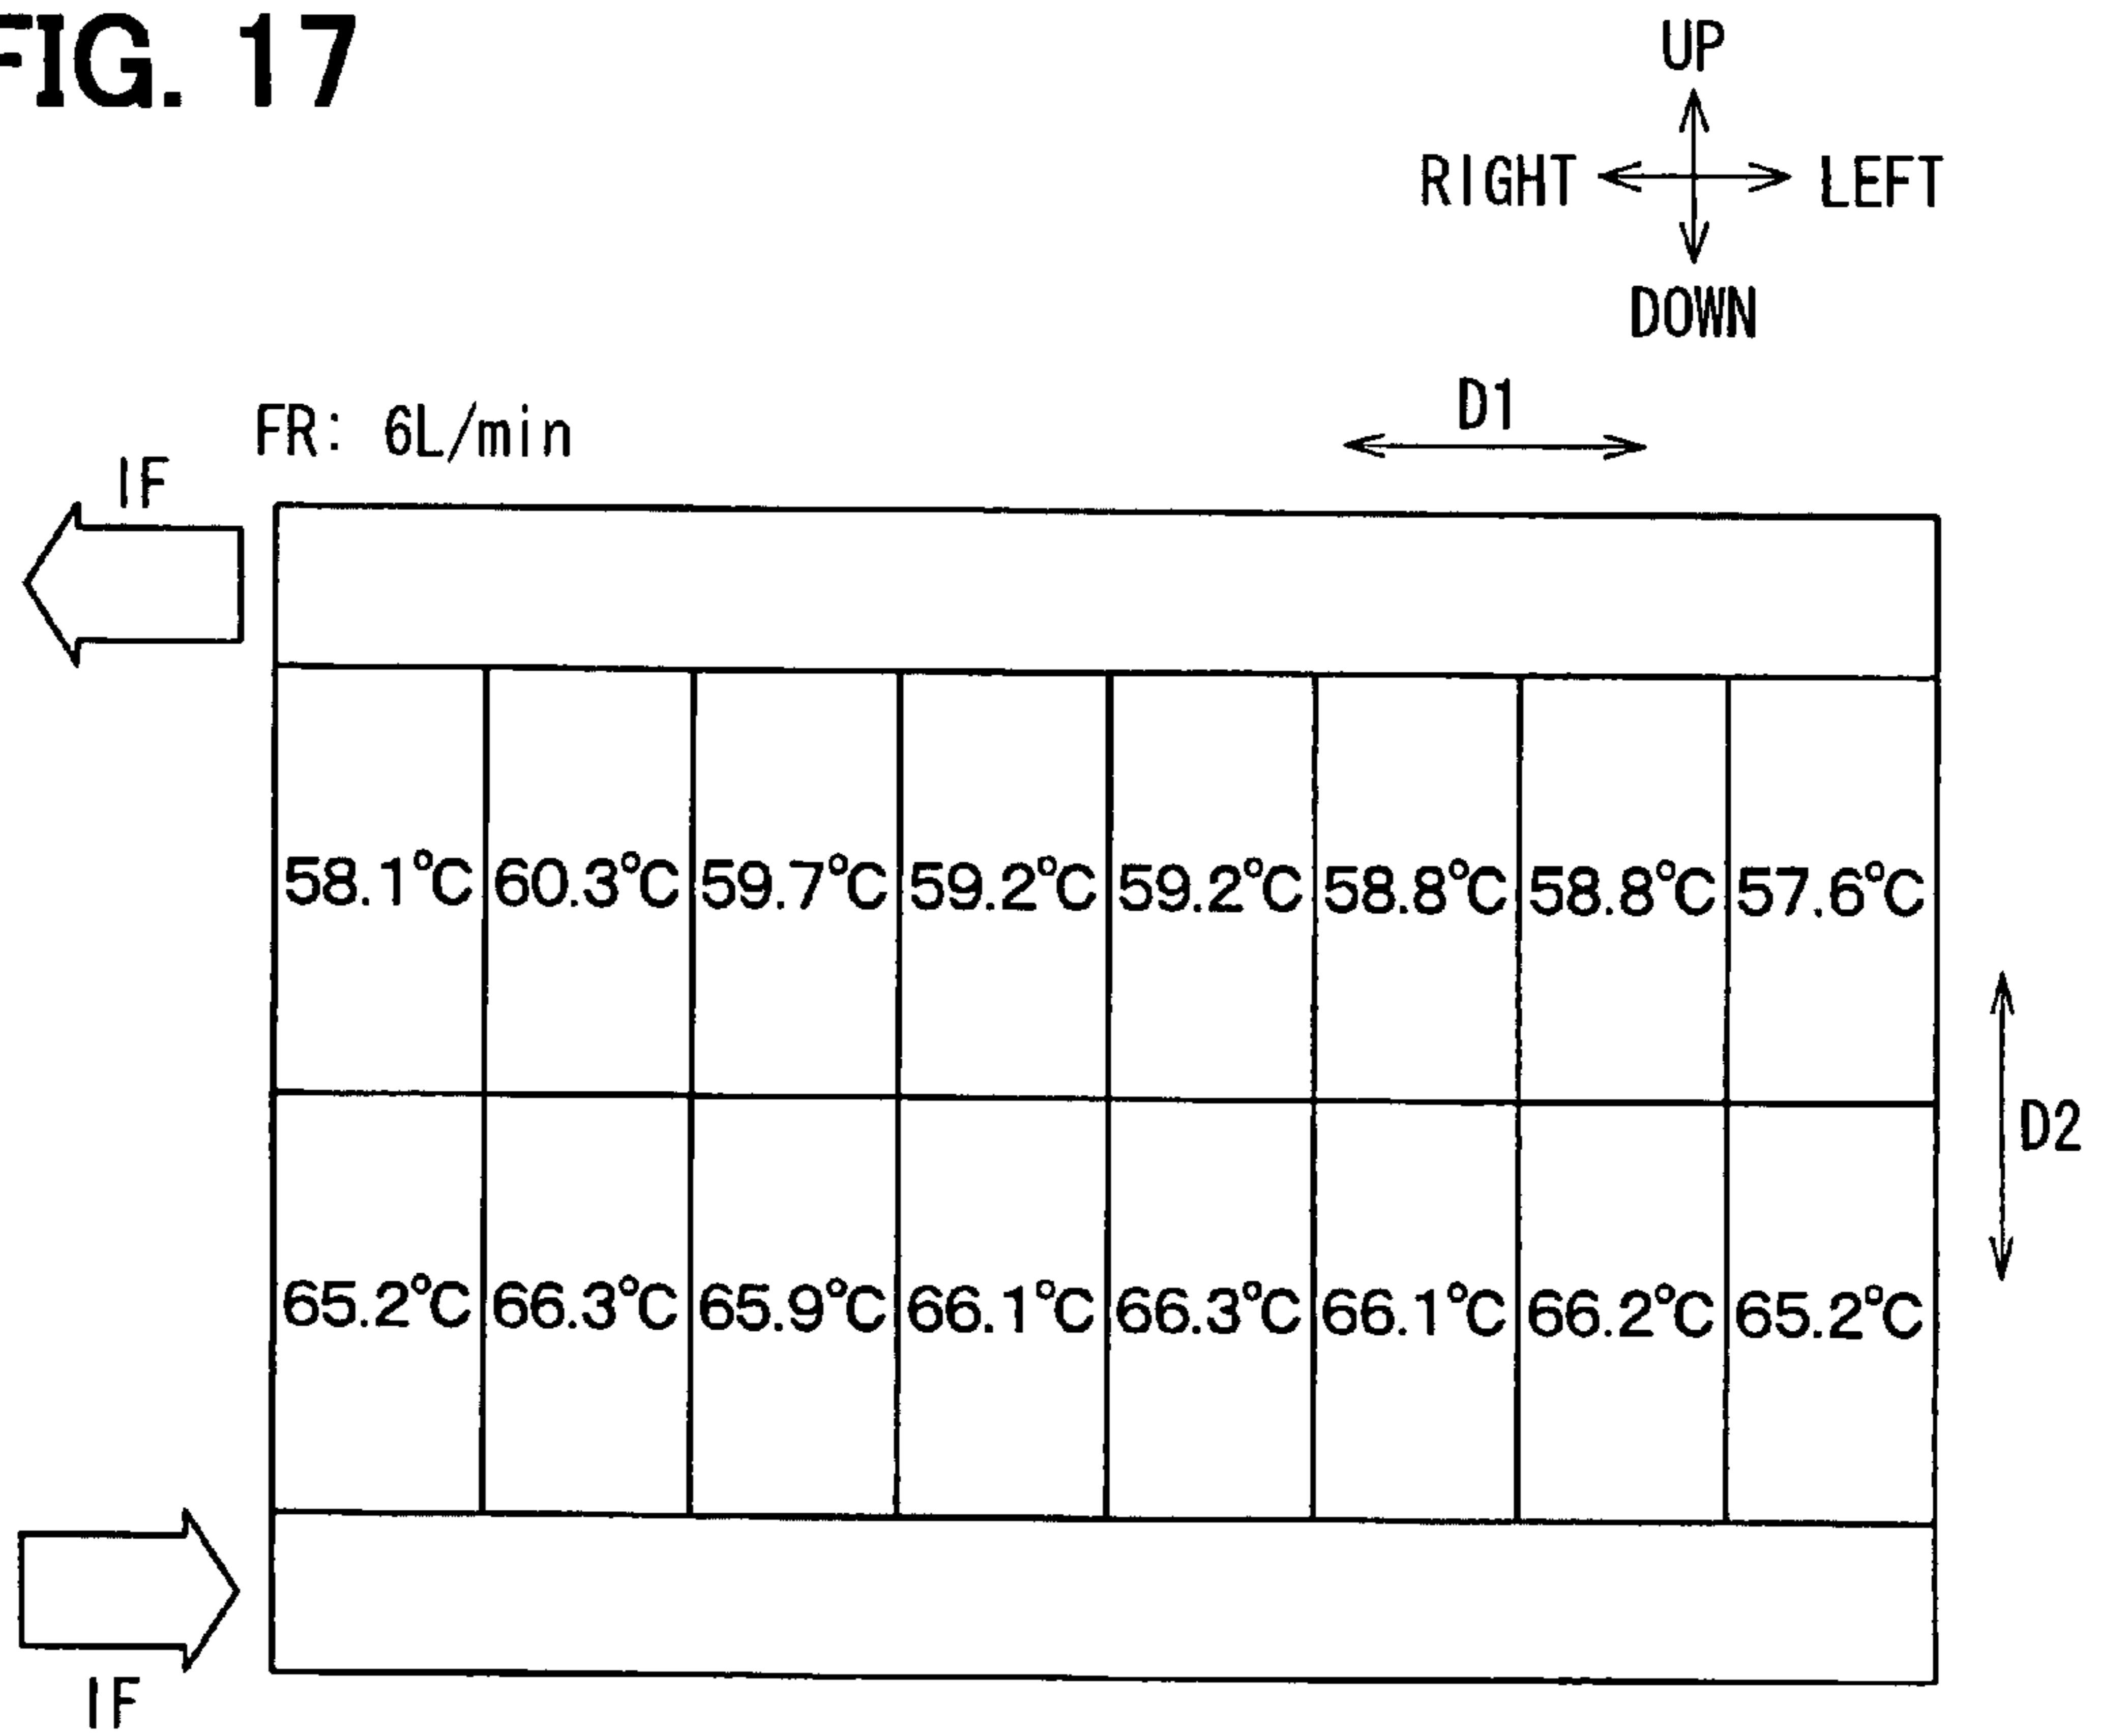 FIG. 17
UP
RIGHT LEFT
DOWN
D1
FR: 6L/min
IF
58.1°C 60.3°C 59.7°C 59.2°C 59.2°C 58.8°C 58.8°C 57.6°C
D2
65.2°C 66.3°C 65.9°C 66.1°C 66.3°C 66.1°C 66.2°C 65.2°C
IF